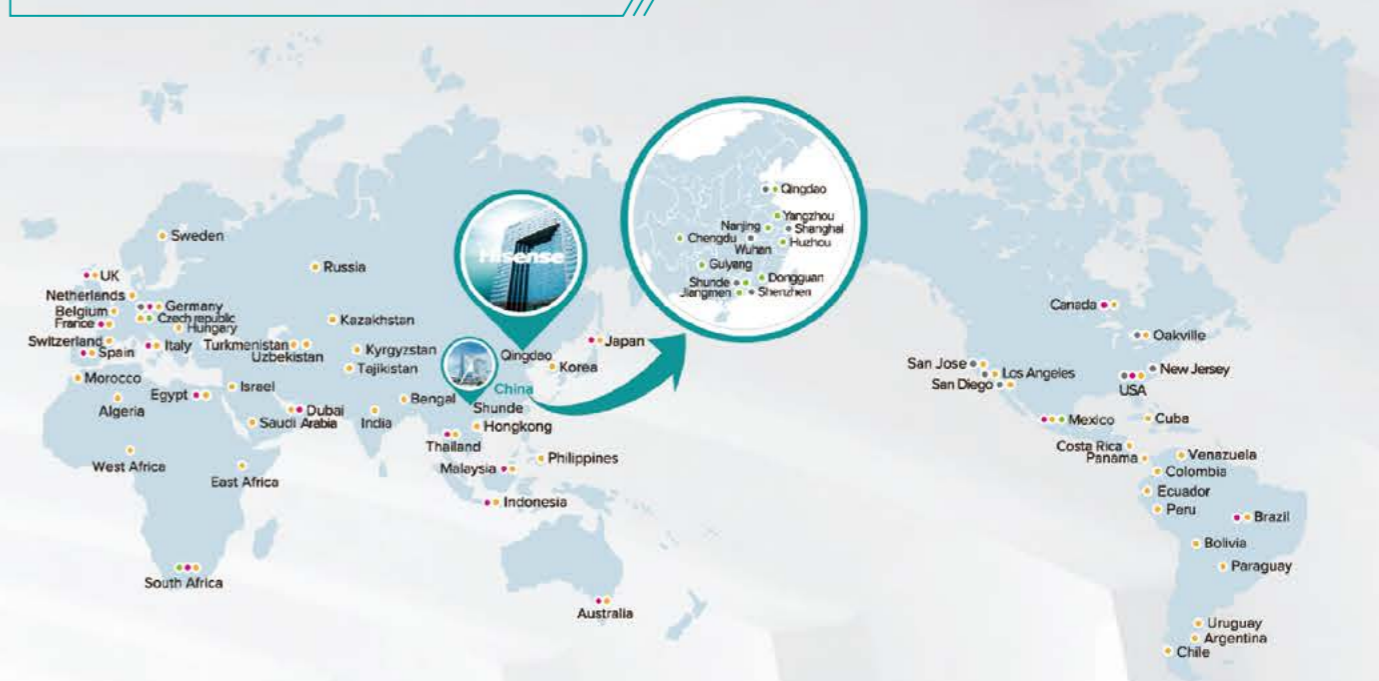 Hisense
Qingdao
Yangzhou
Nanjing
Shanghai
Chengdu
Wuhan
Huzhou
Guiyang
Dongguan
Shunde
Jiangmen
Shenzhen
Sweden
Russia
UK
Netherlands
Germany
Belgium
Czech republic
France
Hungary
Kazakhstan
Switzerland
Spain
Italy
Turkmenistan
Uzbekistan
Kyrgyzstan
Tajikistan
Qingdao
Japan
Korea
China
Morocco
Algeria
Egypt
Israel
Saudi Arabia
Dubai
India
Bengal
Shunde
Hongkong
Thailand
West Africa
East Africa
Malaysia
Philippines
Indonesia
South Africa
Australia
Canada
Oakville
San Jose
Los Angeles
San Diego
New Jersey
USA
Mexico
Cuba
Costa Rica
Panama
Venazuela
Colombia
Ecuador
Peru
Brazil
Bolivia
Paraguay
Uruguay
Argentina
Chile